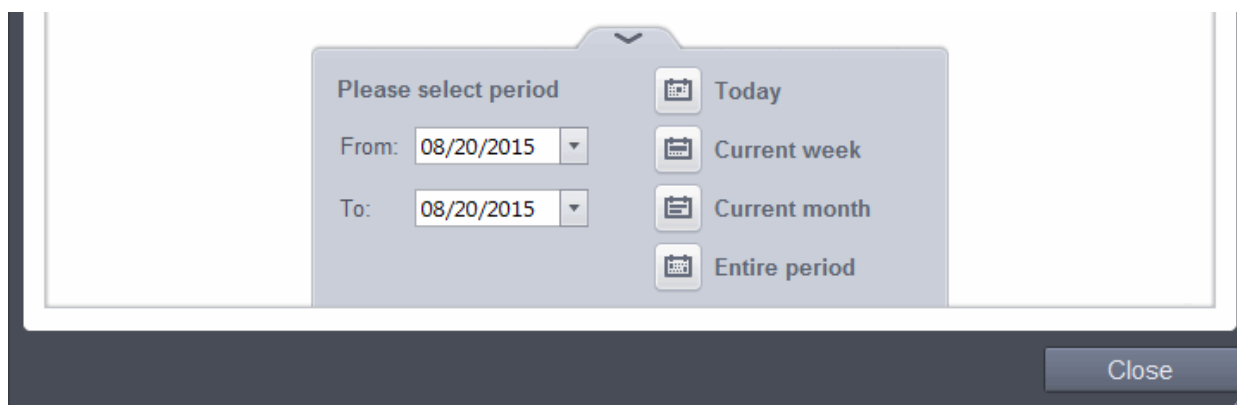 Please select period
From: 08/20/2015
To: 08/20/2015
Today
Current week
Current month
Entire period
Close